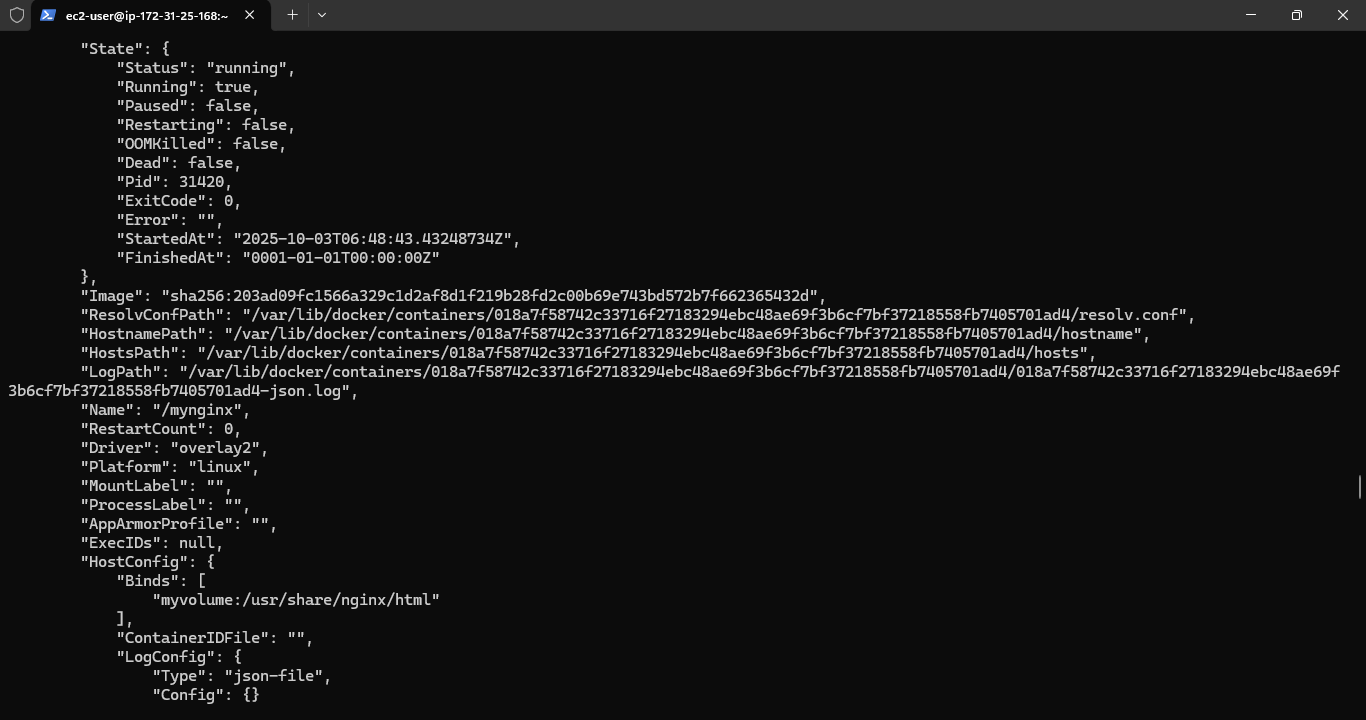 ec2-user@ip-172-31-25-168:~
        "State": {
            "Status": "running",
            "Running": true,
            "Paused": false,
            "Restarting": false,
            "OOMKilled": false,
            "Dead": false,
            "Pid": 31420,
            "ExitCode": 0,
            "Error": "",
            "StartedAt": "2025-10-03T06:48:43.43248734Z",
            "FinishedAt": "0001-01-01T00:00:00Z"
        },
        "Image": "sha256:203ad09fc1566a329c1d2af8d1f219b28fd2c00b69e743bd572b7f662365432d",
        "ResolvConfPath": "/var/lib/docker/containers/018a7f58742c33716f27183294ebc48ae69f3b6cf7bf37218558fb7405701ad4/resolv.conf",
        "HostnamePath": "/var/lib/docker/containers/018a7f58742c33716f27183294ebc48ae69f3b6cf7bf37218558fb7405701ad4/hostname",
        "HostsPath": "/var/lib/docker/containers/018a7f58742c33716f27183294ebc48ae69f3b6cf7bf37218558fb7405701ad4/hosts",
        "LogPath": "/var/lib/docker/containers/018a7f58742c33716f27183294ebc48ae69f3b6cf7bf37218558fb7405701ad4/018a7f58742c33716f27183294ebc48ae69f
3b6cf7bf37218558fb7405701ad4-json.log",
        "Name": "/mynginx",
        "RestartCount": 0,
        "Driver": "overlay2",
        "Platform": "linux",
        "MountLabel": "",
        "ProcessLabel": "",
        "AppArmorProfile": "",
        "ExecIDs": null,
        "HostConfig": {
            "Binds": [
                "myvolume:/usr/share/nginx/html"
            ],
            "ContainerIDFile": "",
            "LogConfig": {
                "Type": "json-file",
                "Config": {}